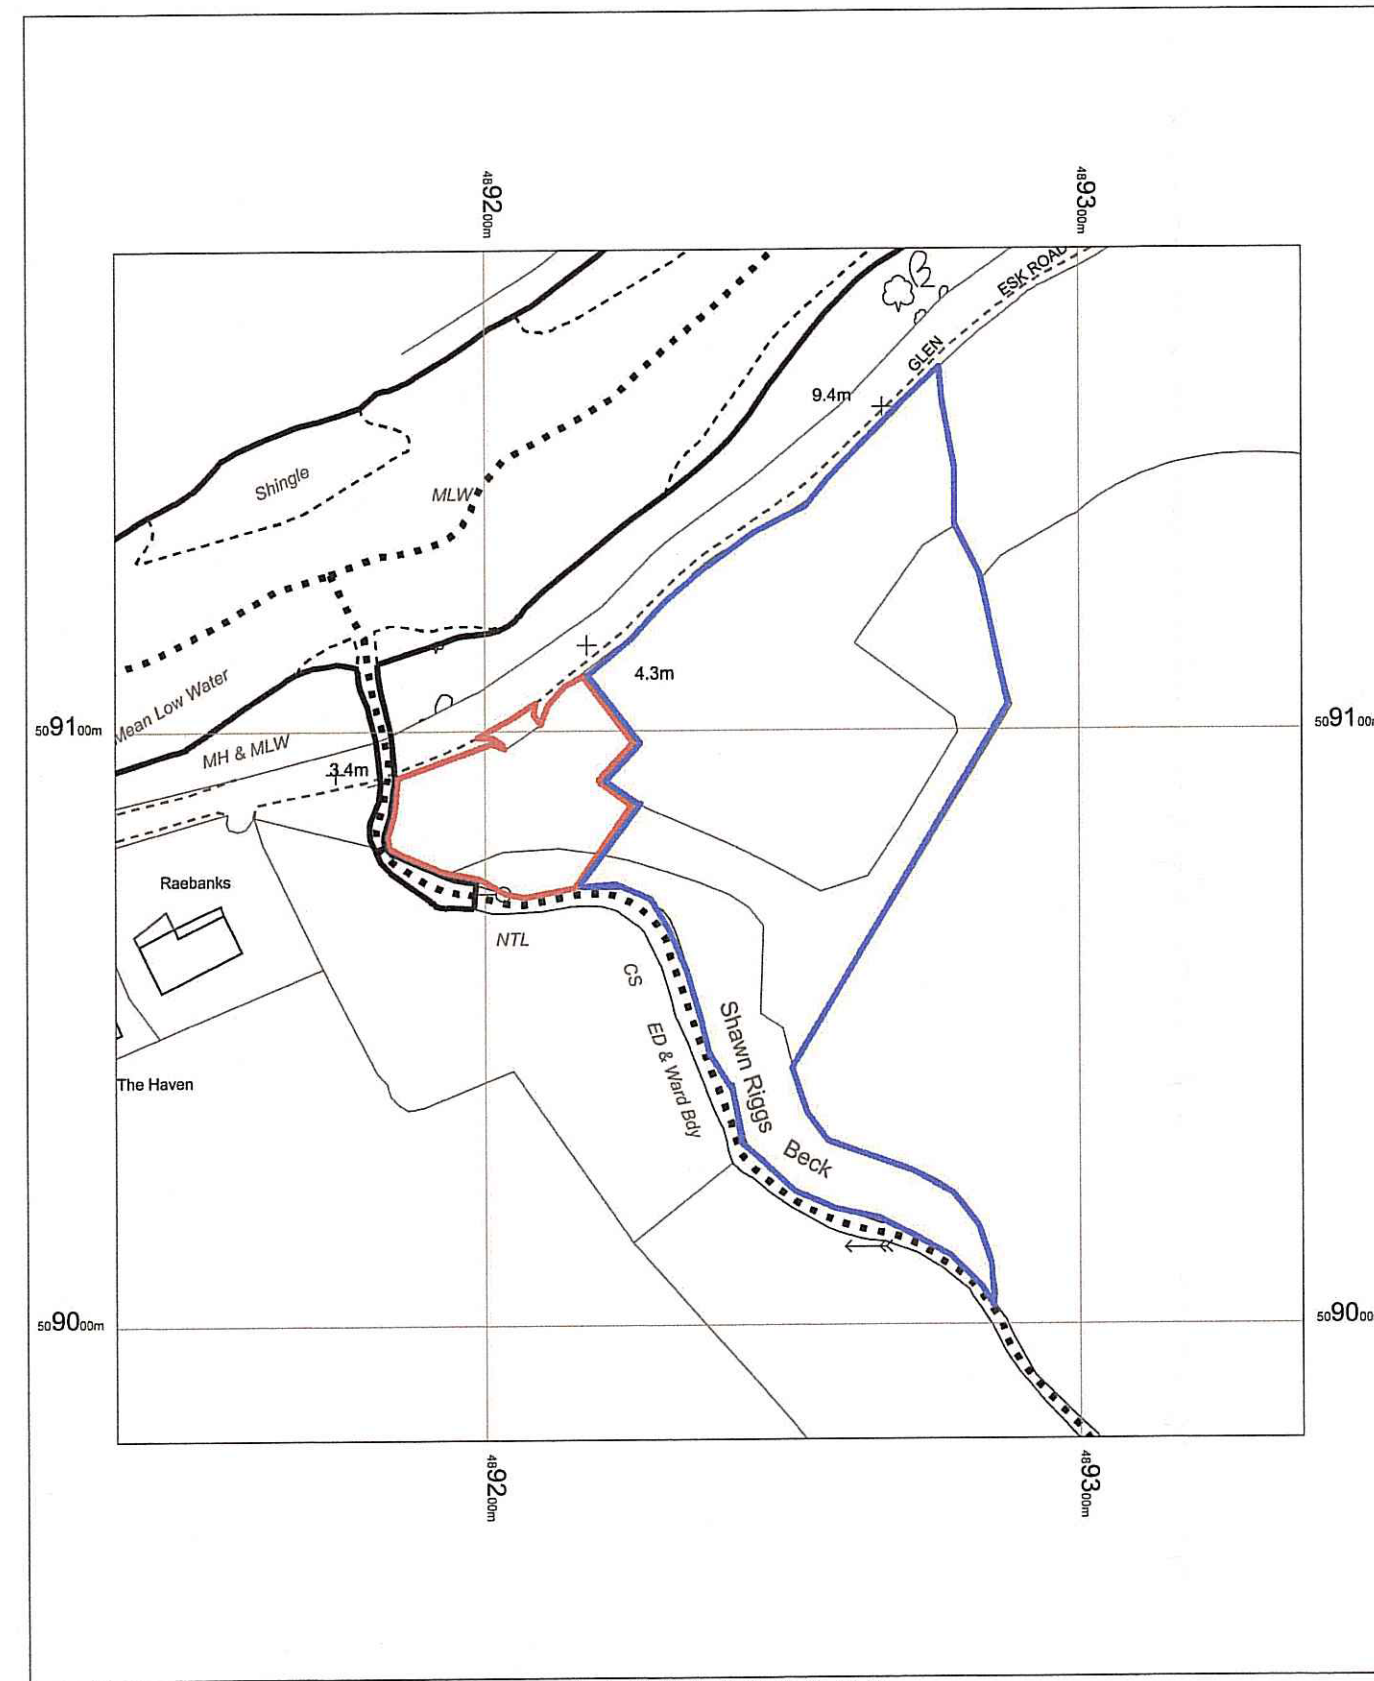 489200m
489300m
ESK ROAD
GLEN
9.4m
Shingle
MLW
4.3m
Mean Low Water
509100m
509100m
MH & MLW
3.4m
Raebanks
NTL
CS
Shawn Riggs
ED & Ward Bdy
The Haven
Beck
509000m
509000
489200m
489300m